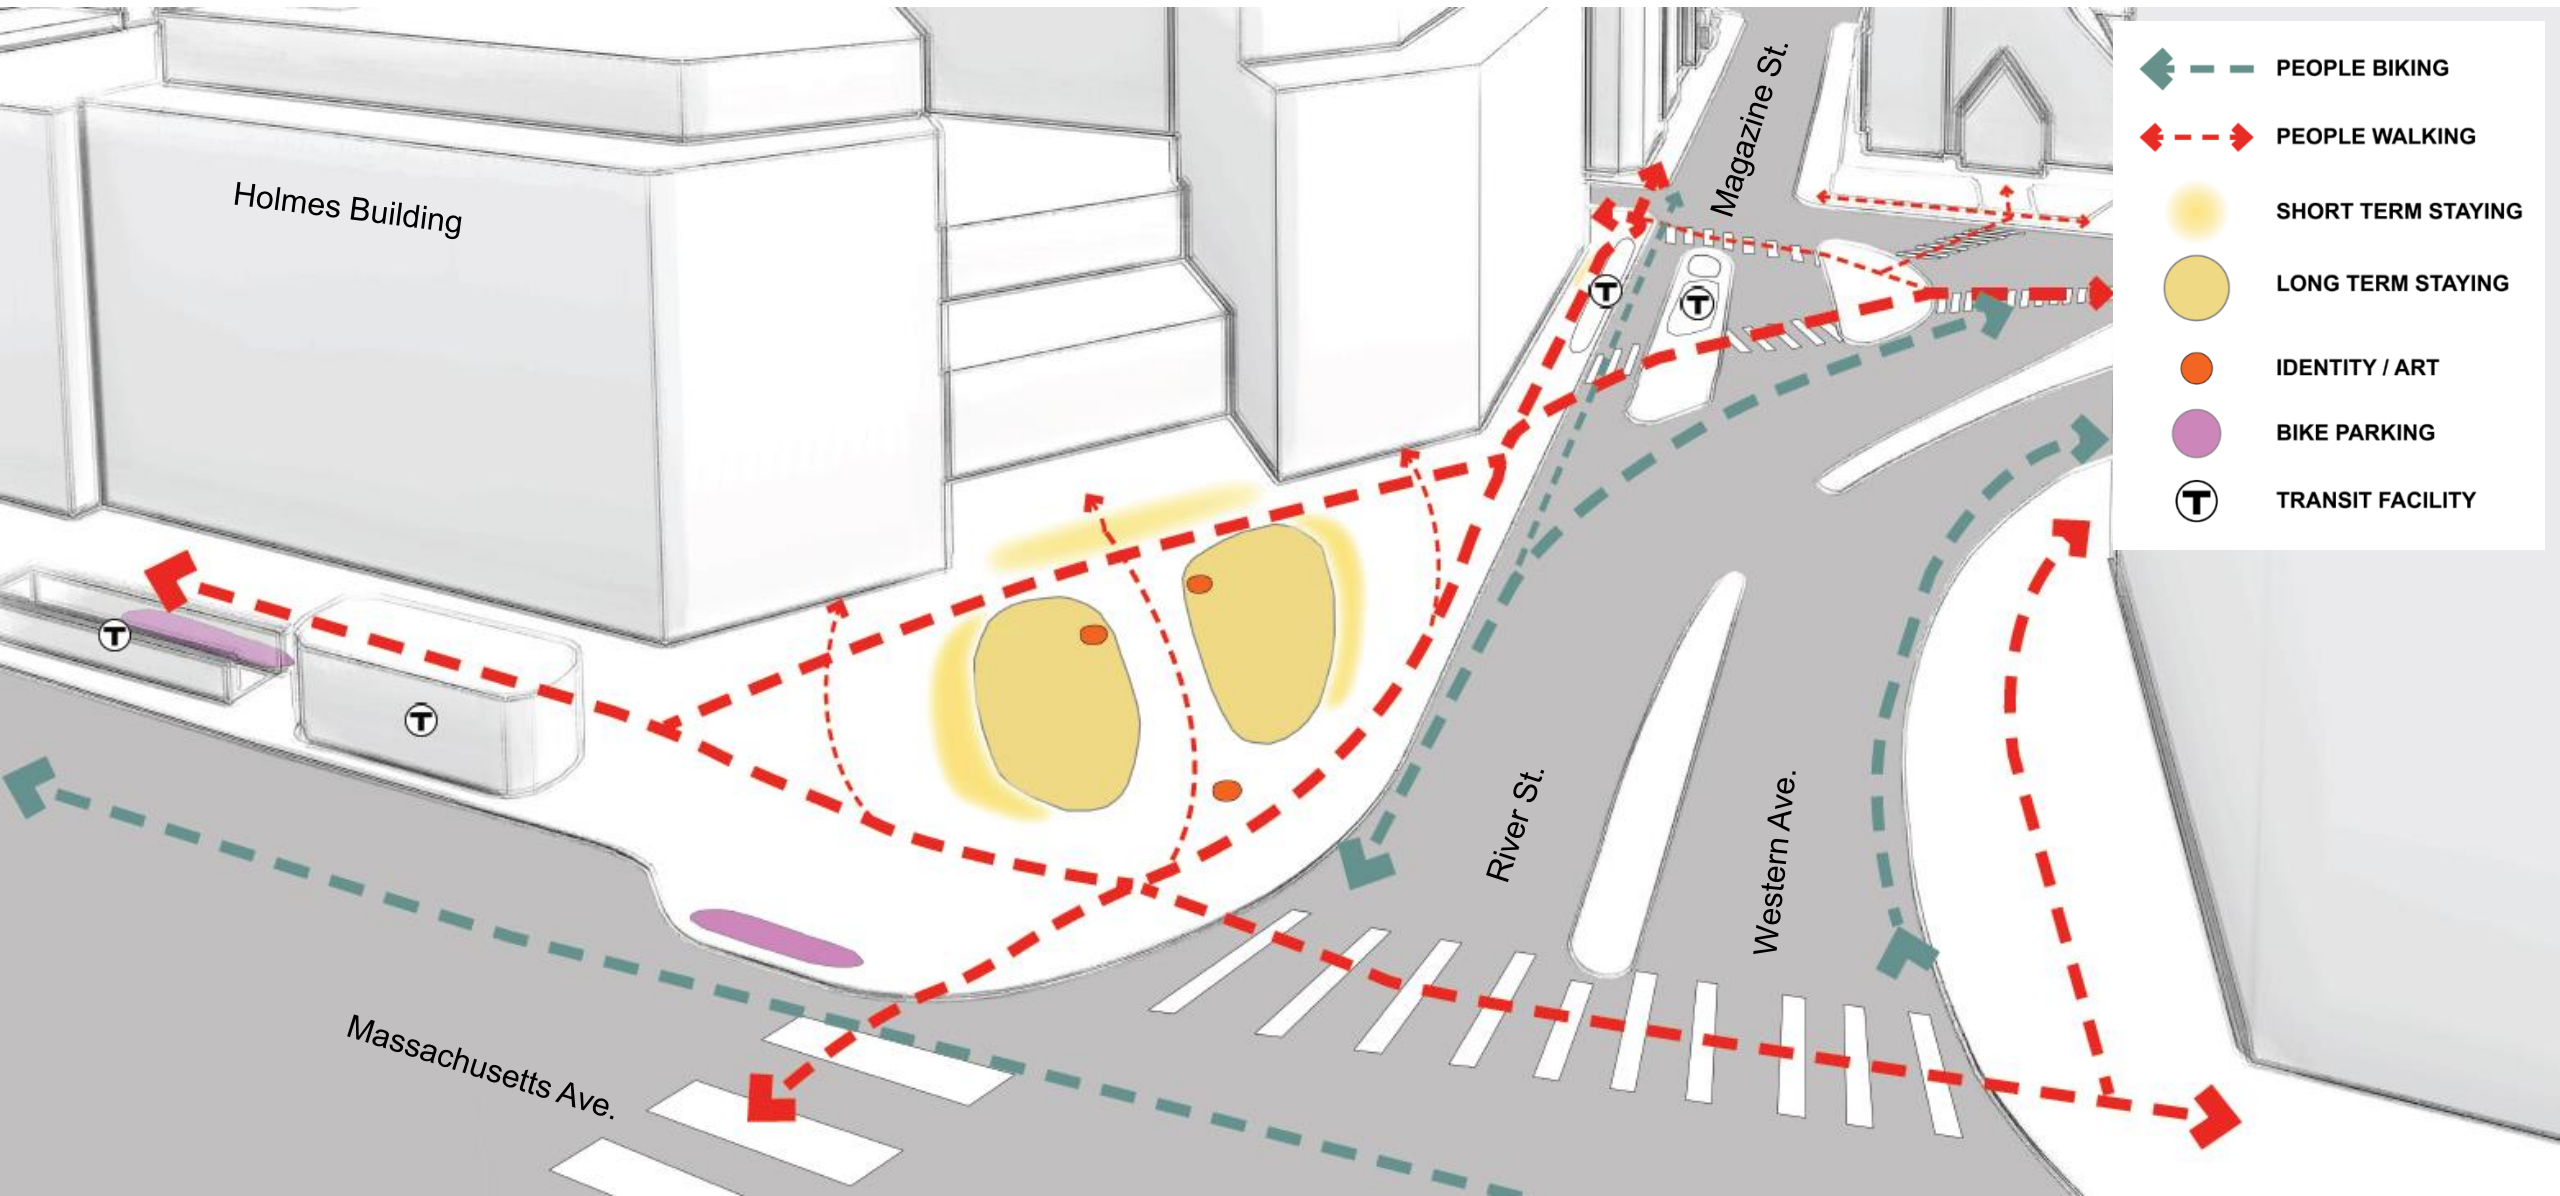 Holmes Building
Magazine St.
PEOPLE BIKING
PEOPLE WALKING
SHORT TERM STAYING
LONG TERM STAYING
IDENTITY / ART
BIKE PARKING
T TRANSIT FACILITY
T
T
T
T
River St.
Western Ave.
Massachusetts Ave.